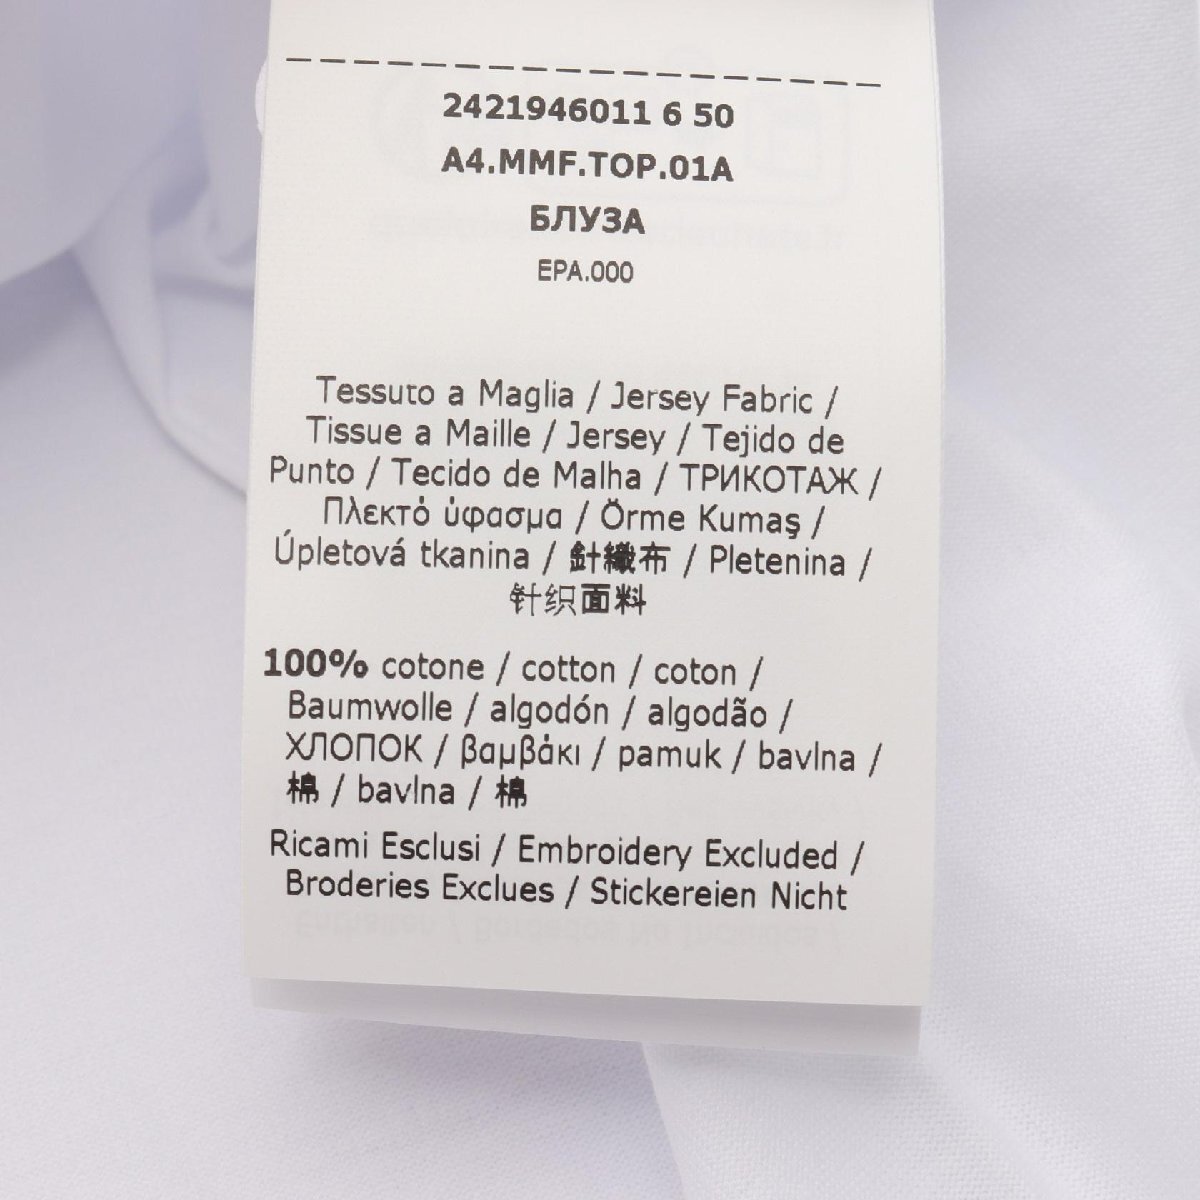 2421946011 6 50
A4.MMF.TOP.01A
БЛУЗА
EPA.000
Tessuto a Maglia / Jersey Fabric /
Tissue a Maille / Jersey / Tejido de
Punto / Tecido de Malha / ТРИКОТАЖ /
Πλεκτό ύφασμα / Örme Kumaş /
Úpletová tkanina / 針織布 / Pletenina /
针织面料
100% cotone / cotton / coton /
Baumwolle / algodón / algodão /
ХЛОПОК / βαμβάκι / pamuk / bavlna /
棉 / bavlna / 棉
Ricami Esclusi / Embroidery Excluded /
Broderies Exclues / Stickereien Nicht